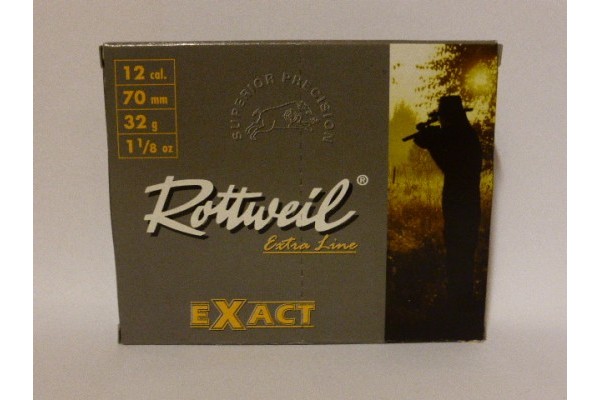 12 cal.
70 mm
32 g
1 1/8 oz
SUPERIOR PRECISION
Rottweil®
Extra Line
EXACT